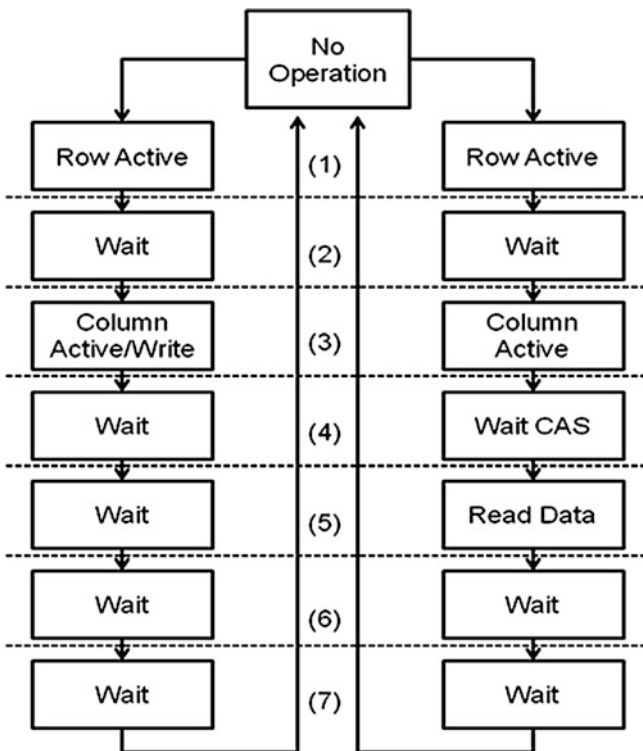 No
Operation
Row Active
(1)
Row Active
Wait
(2)
Wait
Column
Active/Write
(3)
Column
Active
Wait
(4)
Wait CAS
Wait
(5)
Read Data
Wait
(6)
Wait
Wait
(7)
Wait